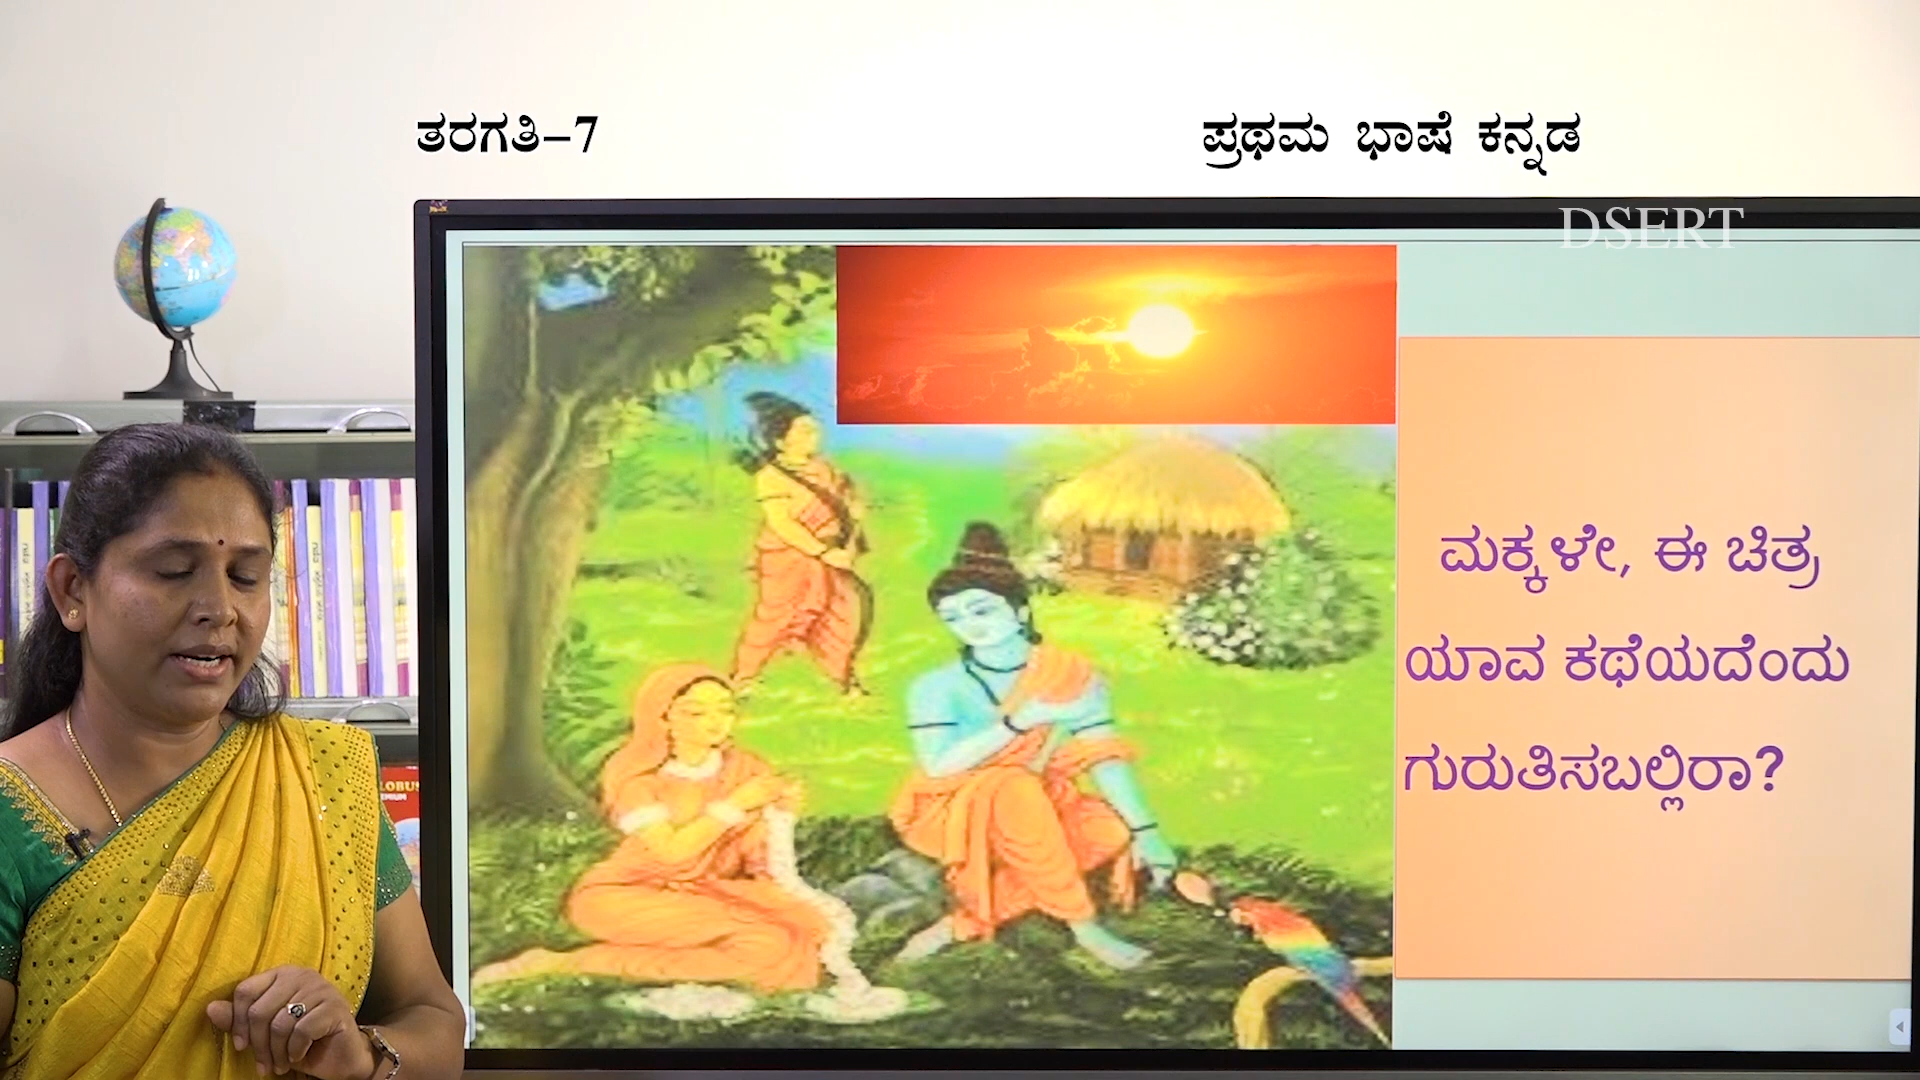 ತರಗತಿ-7
ಪ್ರಥಮ ಭಾಷೆ ಕನ್ನಡ
DSERT
ಮಕ್ಕಳೇ, ಈ ಚಿತ್ರ
ಯಾವ ಕಥೆಯದೆಂದು
ಗುರುತಿಸಬಲ್ಲಿರಾ?